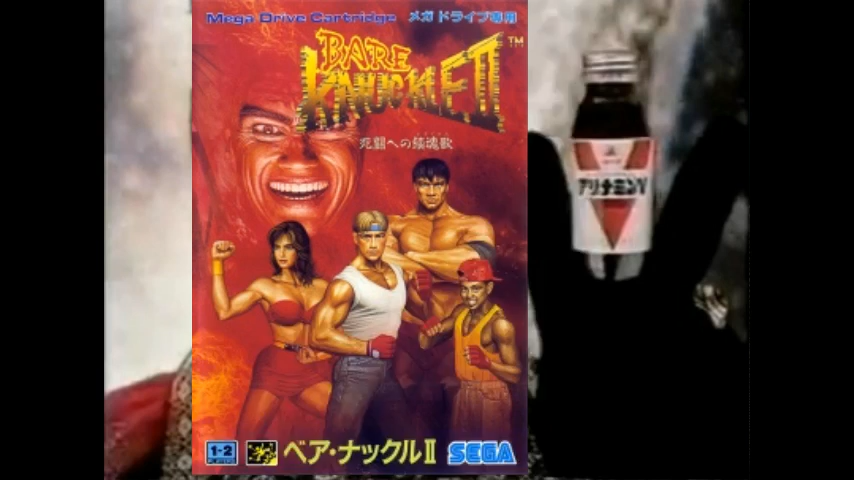 Mega Drive Cartridge メガドライブ専用
BARE
KNUCKLE II
TM
死闘への鎮魂歌
アリナミンV
1-2
PLAYERS
ベア・ナックルII
SEGA